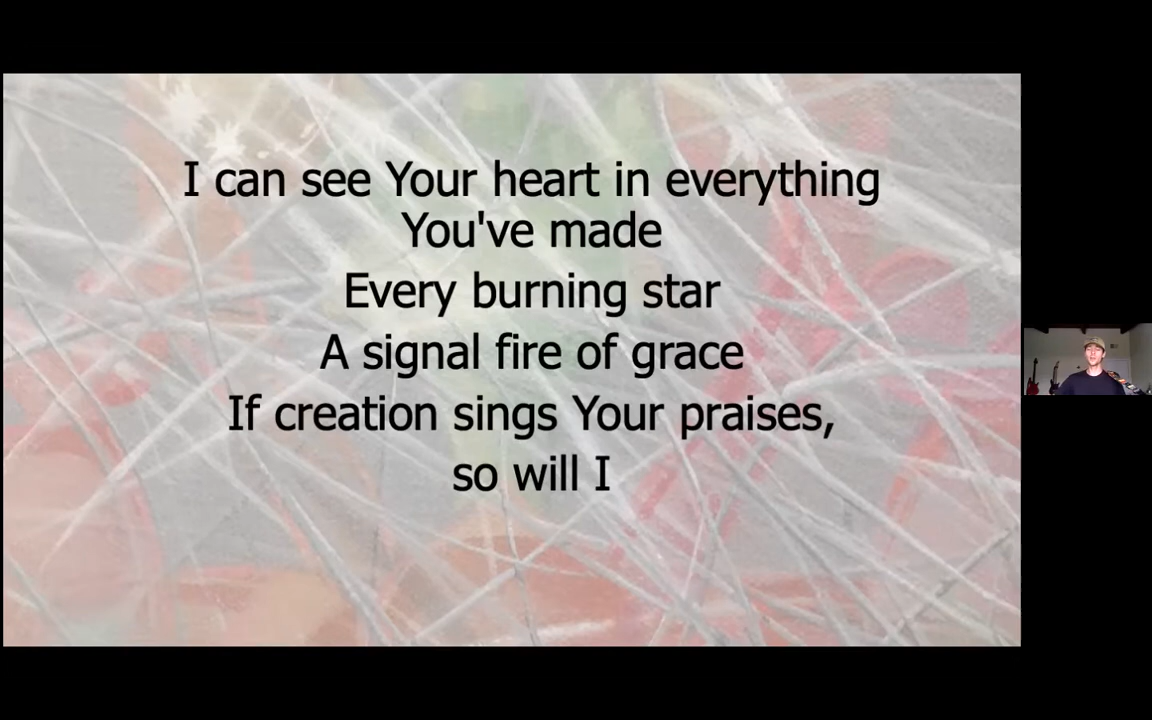 I can see Your heart in everything
You've made
Every burning star
A signal fire of grace
If creation sings Your praises,
so will I